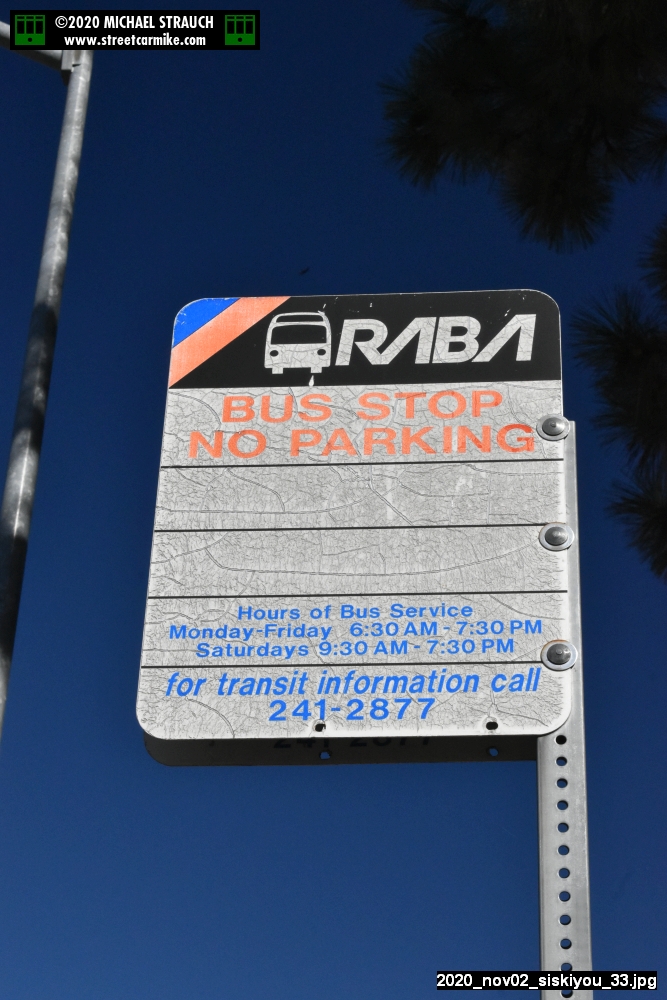 ©2020 MICHAEL STRAUCH
www.streetcarmike.com
RABA
BUS STOP
NO PARKING
Hours of Bus Service
Monday-Friday 6:30 AM - 7:30 PM
Saturdays 9:30 AM - 7:30 PM
for transit information call
241-2877
241-2877
2020_nov02_siskiyou_33.jpg